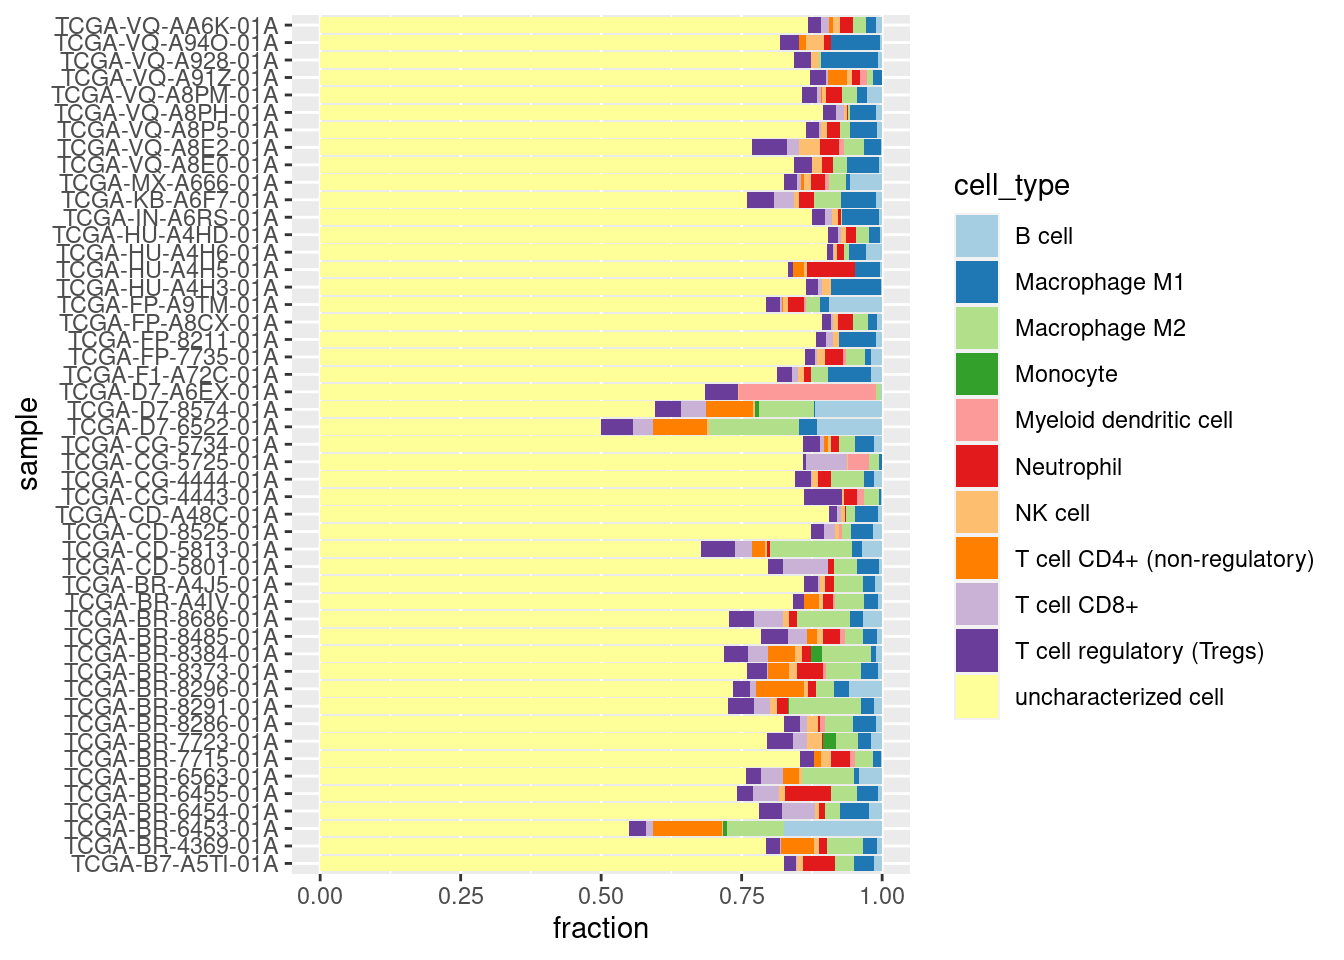 sample
TCGA-VQ-AA6K-01A
TCGA-VQ-A94O-01A
TCGA-VQ-A928-01A
TCGA-VQ-A91Z-01A
TCGA-VQ-A8PM-01A
TCGA-VQ-A8PH-01A
TCGA-VQ-A8P5-01A
TCGA-VQ-A8E2-01A
TCGA-VQ-A8E0-01A
TCGA-MX-A666-01A
TCGA-KB-A6F7-01A
TCGA-IN-A6RS-01A
TCGA-HU-A4HD-01A
TCGA-HU-A4H6-01A
TCGA-HU-A4H5-01A
TCGA-HU-A4H3-01A
TCGA-FP-A9TM-01A
TCGA-FP-A8CX-01A
TCGA-FP-8211-01A
TCGA-FP-7735-01A
TCGA-F1-A72C-01A
TCGA-D7-A6EX-01A
TCGA-D7-8574-01A
TCGA-D7-6522-01A
TCGA-CG-5734-01A
TCGA-CG-5725-01A
TCGA-CG-4444-01A
TCGA-CG-4443-01A
TCGA-CD-A48C-01A
TCGA-CD-8525-01A
TCGA-CD-5813-01A
TCGA-CD-5801-01A
TCGA-BR-A4J5-01A
TCGA-BR-A4IV-01A
TCGA-BR-8686-01A
TCGA-BR-8485-01A
TCGA-BR-8384-01A
TCGA-BR-8373-01A
TCGA-BR-8296-01A
TCGA-BR-8291-01A
TCGA-BR-8286-01A
TCGA-BR-7723-01A
TCGA-BR-7715-01A
TCGA-BR-6563-01A
TCGA-BR-6455-01A
TCGA-BR-6454-01A
TCGA-BR-6453-01A
TCGA-BR-4369-01A
TCGA-B7-A5TI-01A
0.00 0.25 0.50 0.75 1.00
fraction
cell_type
B cell
Macrophage M1
Macrophage M2
Monocyte
Myeloid dendritic cell
Neutrophil
NK cell
T cell CD4+ (non-regulatory)
T cell CD8+
T cell regulatory (Tregs)
uncharacterized cell